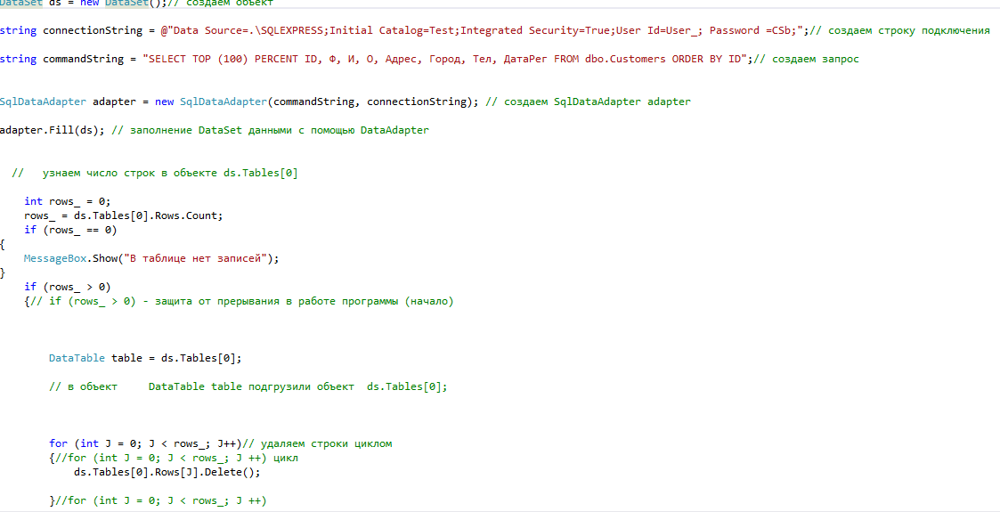 DataSet ds = new DataSet();// создаем объект
string connectionString = @"Data Source=.\SQLEXPRESS;Initial Catalog=Test;Integrated Security=True;User Id=User_; Password =CSb;";// создаем строку подключения
string commandString = "SELECT TOP (100) PERCENT ID, Ф, И, О, Адрес, Город, Тел, ДатаРег FROM dbo.Customers ORDER BY ID";// создаем запрос
SqlDataAdapter adapter = new SqlDataAdapter(commandString, connectionString); // создаем SqlDataAdapter adapter
adapter.Fill(ds); // заполнение DataSet данными с помощью DataAdapter
// узнаем число строк в объекте ds.Tables[0]
int rows_ = 0;
rows_ = ds.Tables[0].Rows.Count;
if (rows_ == 0)
{
MessageBox.Show("В таблице нет записей");
}
if (rows_ > 0)
{// if (rows_ > 0) - защита от прерывания в работе программы (начало)
DataTable table = ds.Tables[0];
// в объект DataTable table подгрузили объект ds.Tables[0];
for (int J = 0; J < rows_; J++)// удаляем строки циклом
{//for (int J = 0; J < rows_; J ++) цикл
ds.Tables[0].Rows[J].Delete();
}//for (int J = 0; J < rows_; J ++)